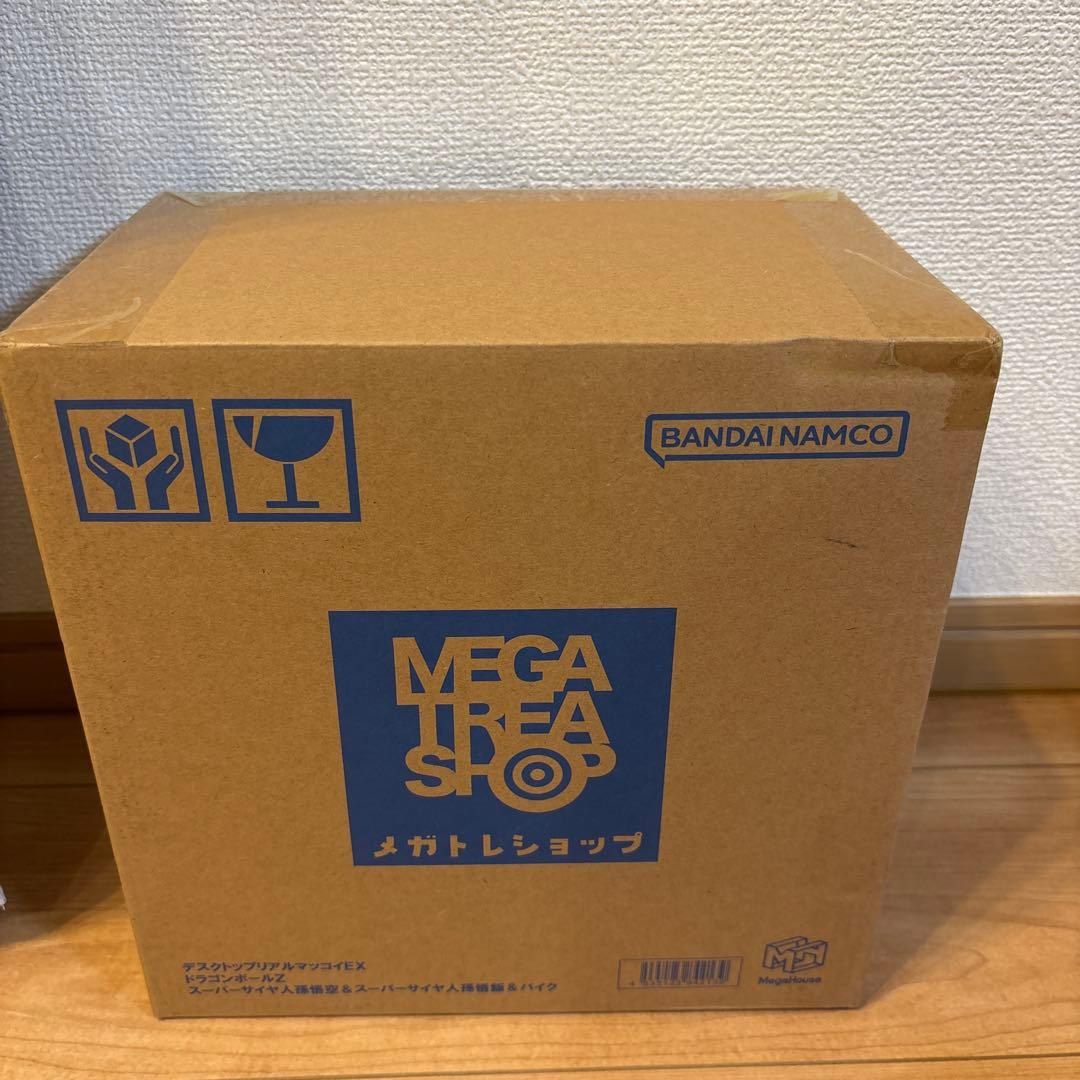 BANDAI NAMCO
MEGA
TREA
SHOP
メガトレショップ
デスクトップリアルマッコイEX
ドラゴンボールZ
スーパーサイヤ人孫悟空&スーパーサイヤ人孫悟飯&バイク
MegaHouse